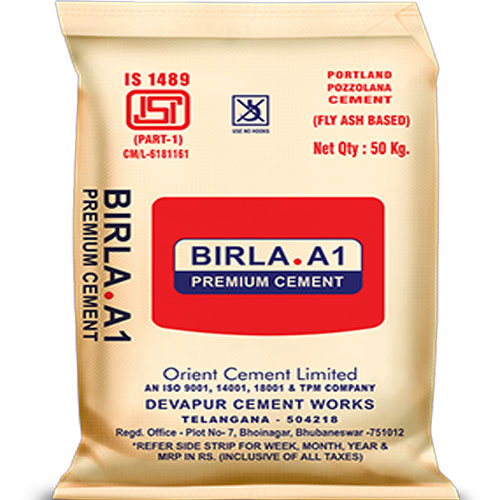 IS 1489
ISI
(PART-1)
CM/L-6181161
USE NO HOOKS
PORTLAND
POZZOLANA
CEMENT
(FLY ASH BASED)
Net Qty : 50 Kg.
BIRLA.A1
PREMIUM CEMENT
BIRLA.A1
PREMIUM CEMENT
Orient Cement Limited
AN ISO 9001, 14001, 18001 & TPM COMPANY
DEVAPUR CEMENT WORKS
TELANGANA - 504218
Regd. Office - Plot No- 7, Bhoinagar, Bhubaneswar -751012
*REFER SIDE STRIP FOR WEEK, MONTH, YEAR &
MRP IN RS. (INCLUSIVE OF ALL TAXES)